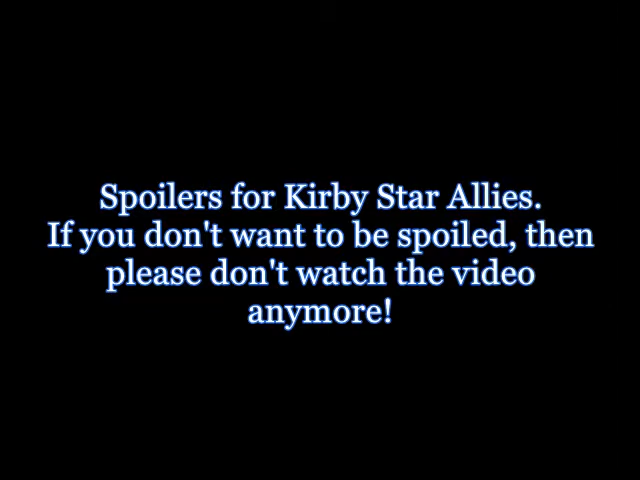 Spoilers for Kirby Star Allies.
If you don't want to be spoiled, then
please don't watch the video
anymore!